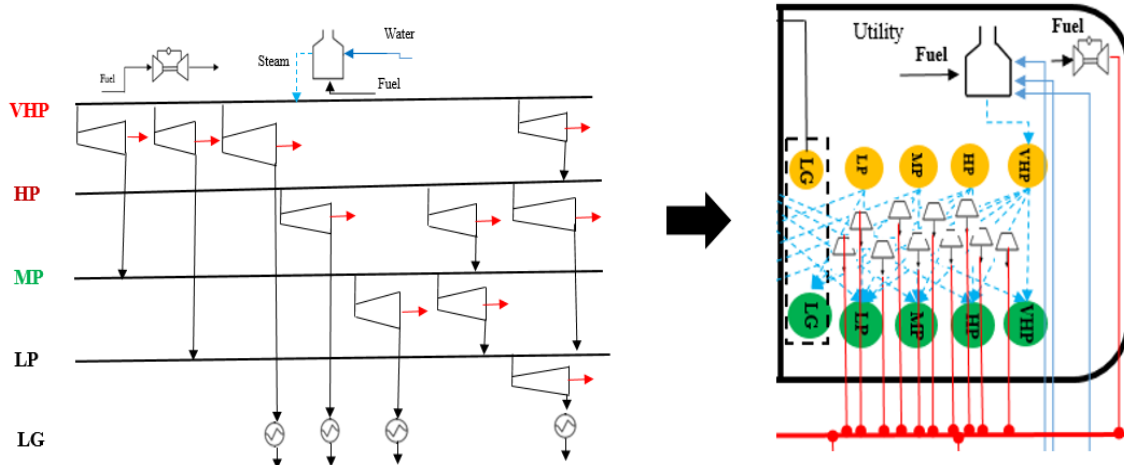 Water
Steam
Fuel
Fuel
VHP
HP
MP
LP
LG
Utility
Fuel
Fuel
LG
LP
MP
HP
VHP
LG
LP
MP
HP
VHP